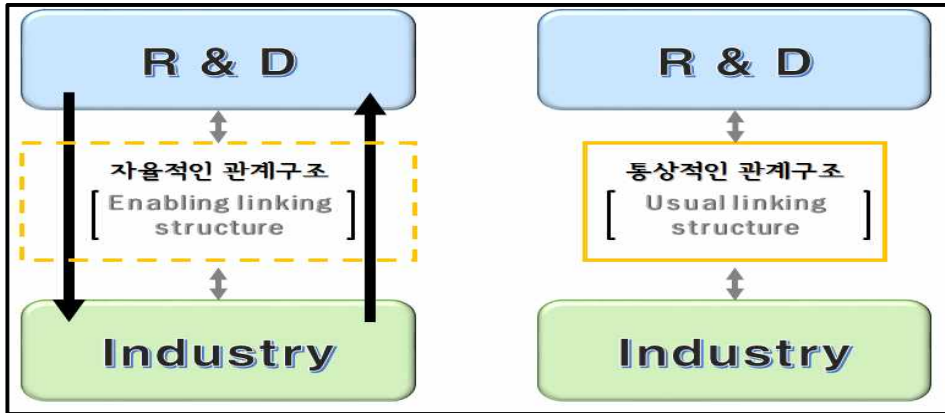 R & D
자율적인 관계구조
[Enabling linking
structure]
Industry
R & D
통상적인 관계구조
[Usual linking
structure]
Industry